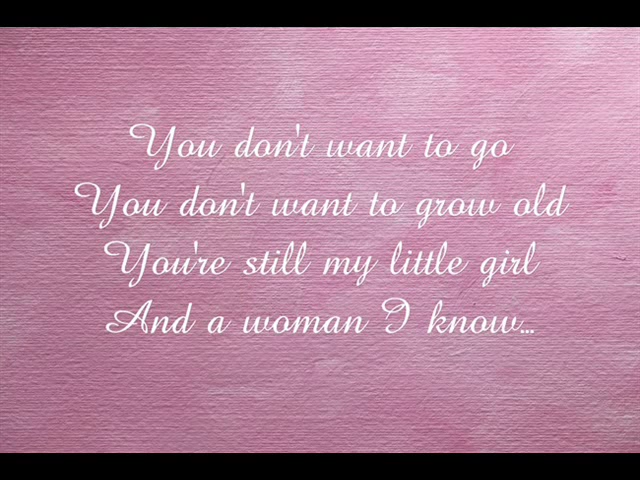 You don't want to go
You don't want to grow old
You're still my little girl
And a woman I know...